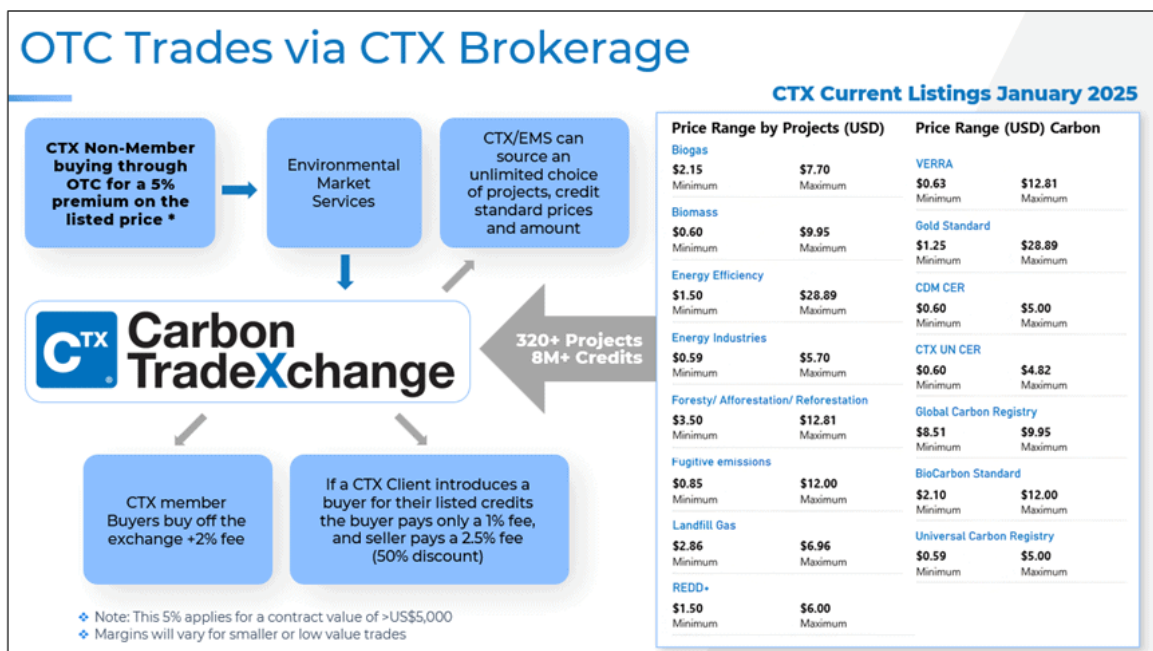 OTC Trades via CTX Brokerage
CTX Current Listings January 2025
CTX Non-Member
buying through
OTC for a 5%
premium on the
listed price *
Environmental
Market
Services
CTX/EMS can
source an
unlimited choice
of projects, credit
standard prices
and amount
CTX
®
Carbon
TradeXchange
320+ Projects
8M+ Credits
CTX member
Buyers buy off the
exchange +2% fee
If a CTX Client introduces a
buyer for their listed credits
the buyer pays only a 1% fee,
and seller pays a 2.5% fee
(50% discount)
❖ Note: This 5% applies for a contract value of >US$5,000
❖ Margins will vary for smaller or low value trades
Price Range by Projects (USD)
Biogas
$2.15 $7.70
Minimum Maximum
Biomass
$0.60 $9.95
Minimum Maximum
Energy Efficiency
$1.50 $28.89
Minimum Maximum
Energy Industries
$0.59 $5.70
Minimum Maximum
Foresty/ Afforestation/ Reforestation
$3.50 $12.81
Minimum Maximum
Fugitive emissions
$0.85 $12.00
Minimum Maximum
Landfill Gas
$2.86 $6.96
Minimum Maximum
REDD+
$1.50 $6.00
Minimum Maximum
Price Range (USD) Carbon
VERRA
$0.63 $12.81
Minimum Maximum
Gold Standard
$1.25 $28.89
Minimum Maximum
CDM CER
$0.60 $5.00
Minimum Maximum
CTX UN CER
$0.60 $4.82
Minimum Maximum
Global Carbon Registry
$8.51 $9.95
Minimum Maximum
BioCarbon Standard
$2.10 $12.00
Minimum Maximum
Universal Carbon Registry
$0.59 $5.00
Minimum Maximum